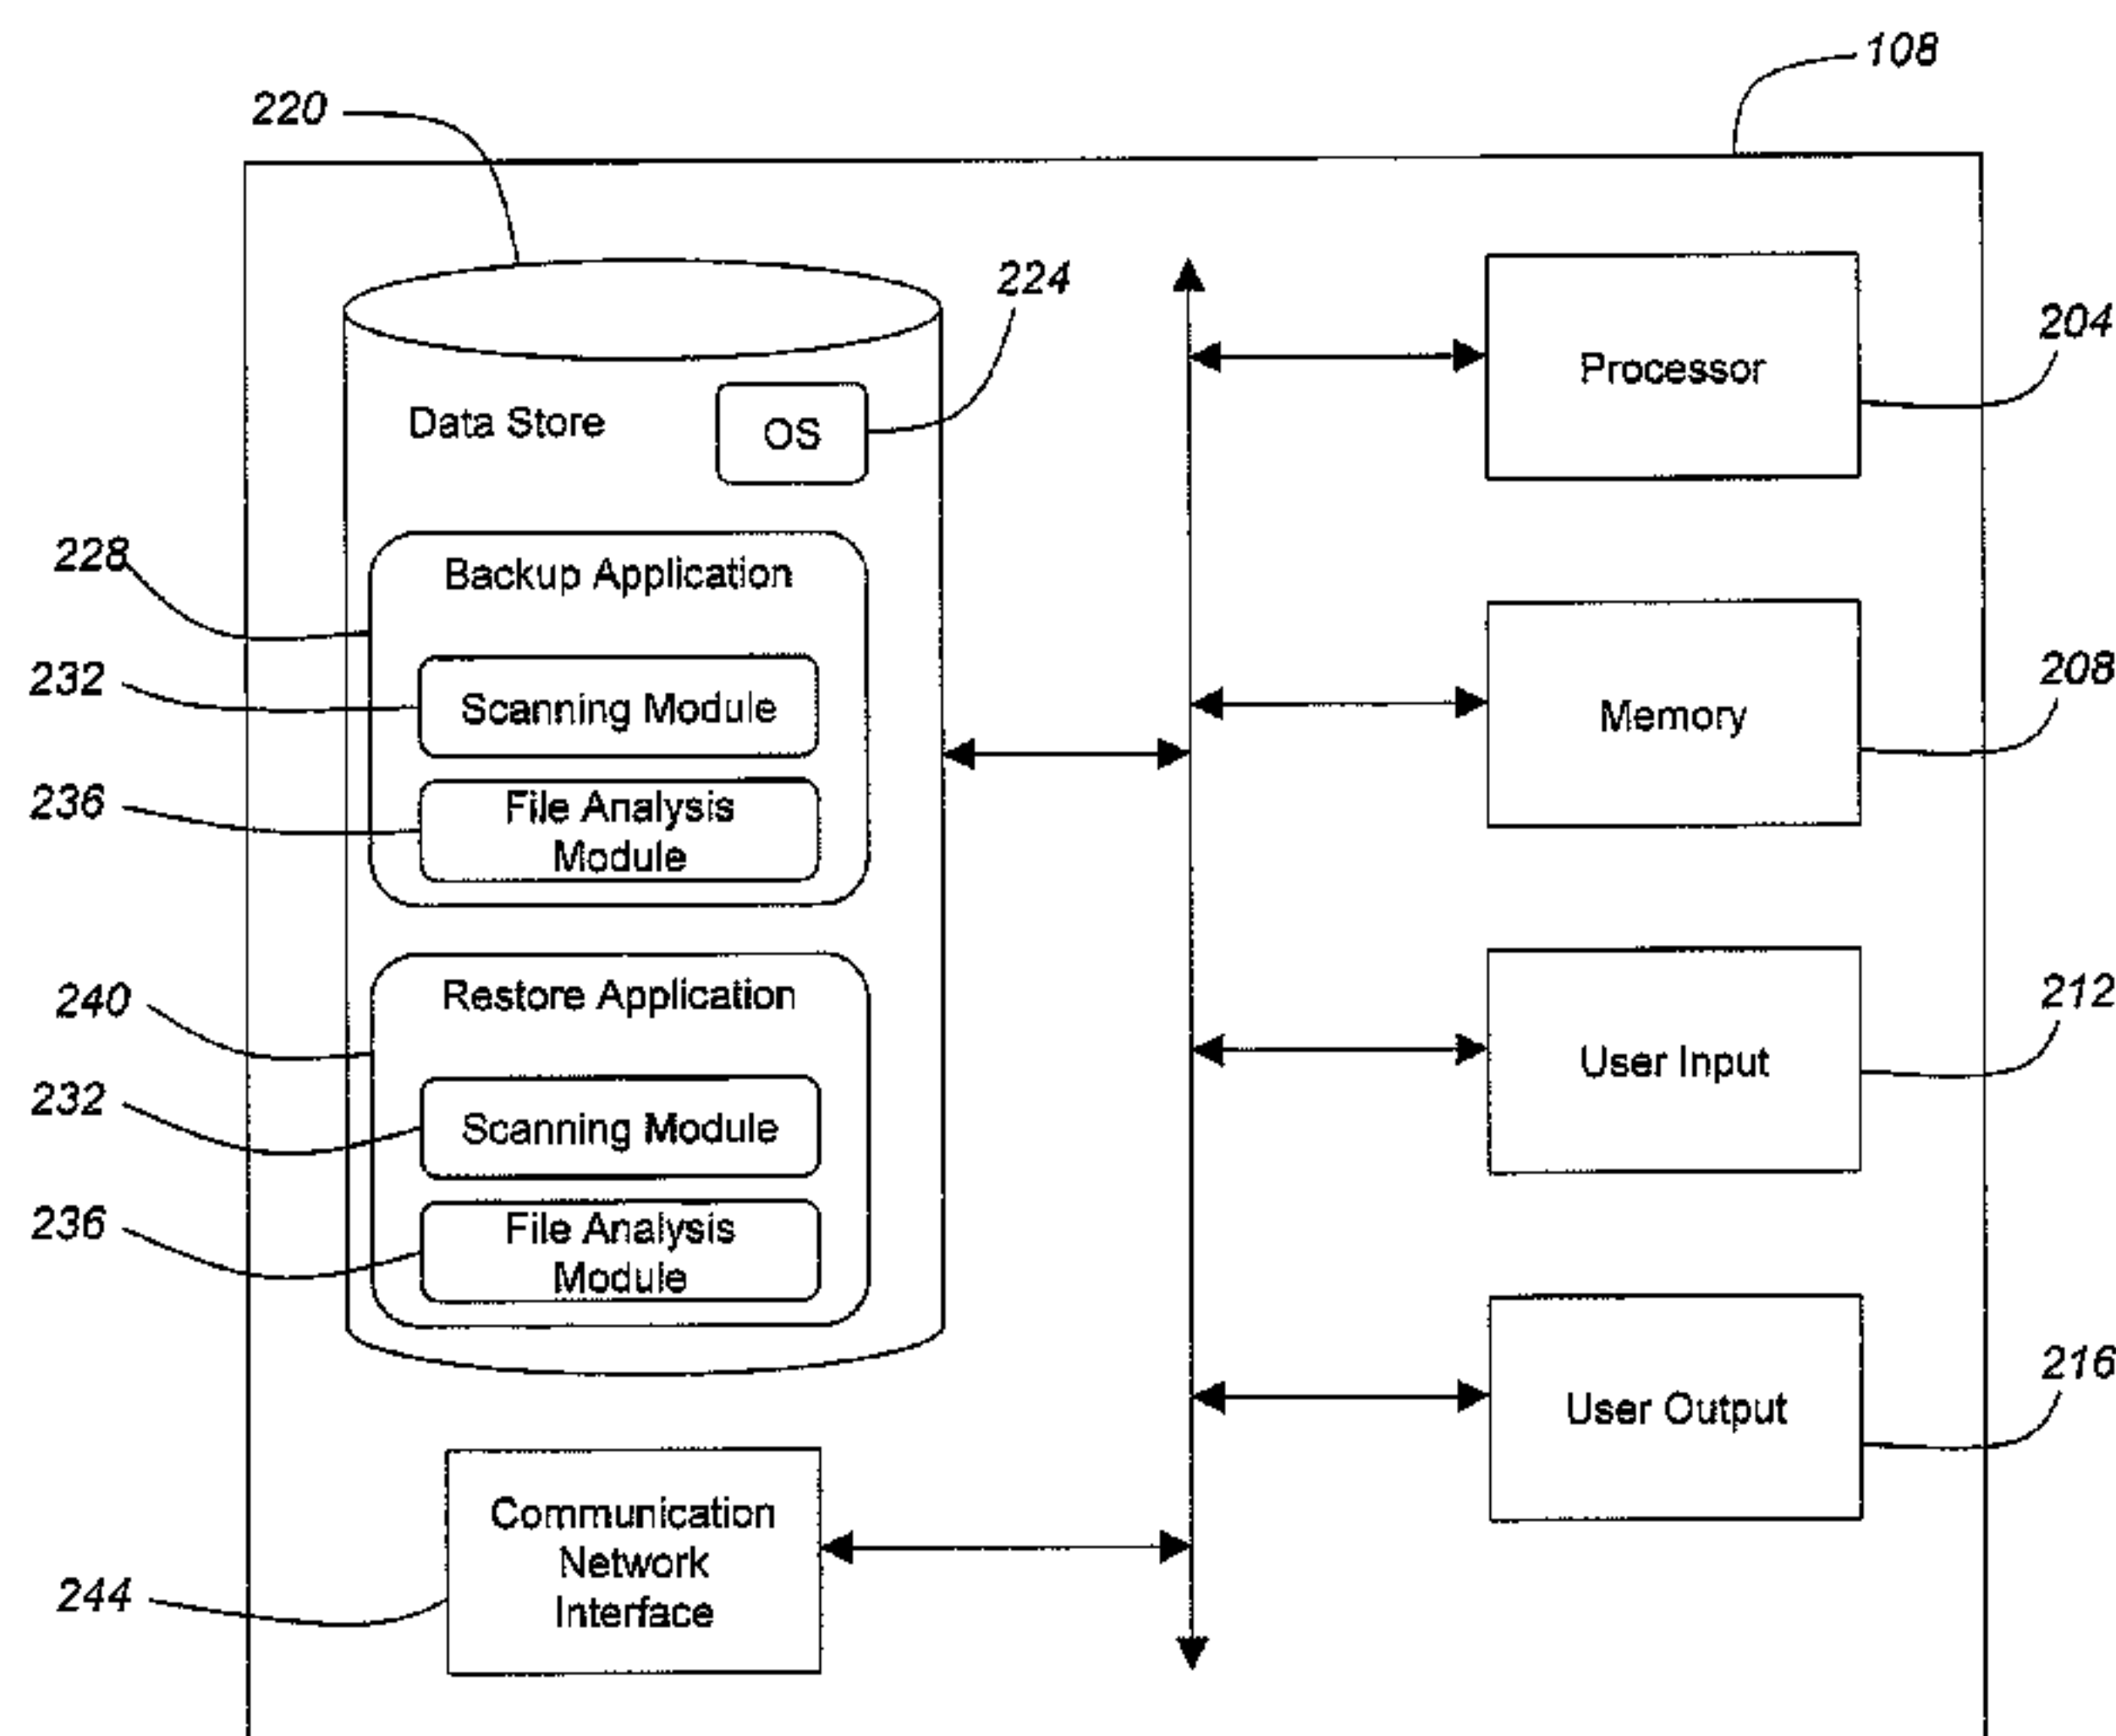 108
220
224
Data Store
OS
Processor
204
228
Backup Application
232
Scanning Module
Memory
208
236
File Analysis
Module
240
Restore Application
User Input
212
232
Scanning Module
236
File Analysis
Module
User Output
216
Communication
Network
Interface
244